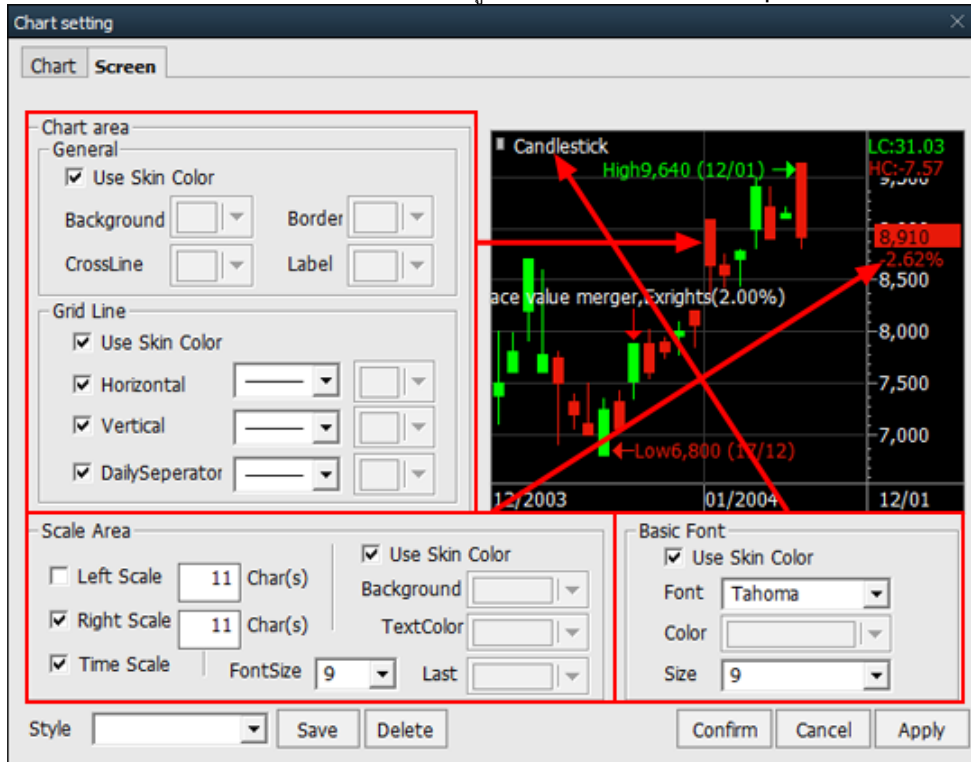 Chart setting
Chart Screen
Chart area
General
Use Skin Color
Background Border
CrossLine Label
Grid Line
Use Skin Color
Horizontal
Vertical
DailySeperator
Candlestick
LC:31.03
High9,640 (12/01)
HC:-7.57
8,910
-2.62%
8,500
ace value merger,Exrights(2.00%)
8,000
7,500
7,000
Low6,800 (17/12)
12/2003 01/2004 12/01
Scale Area
Left Scale 11 Char(s)
Right Scale 11 Char(s)
Time Scale FontSize 9
Use Skin Color
Background
TextColor
Last
Basic Font
Use Skin Color
Font Tahoma
Color
Size 9
Style Save Delete Confirm Cancel Apply